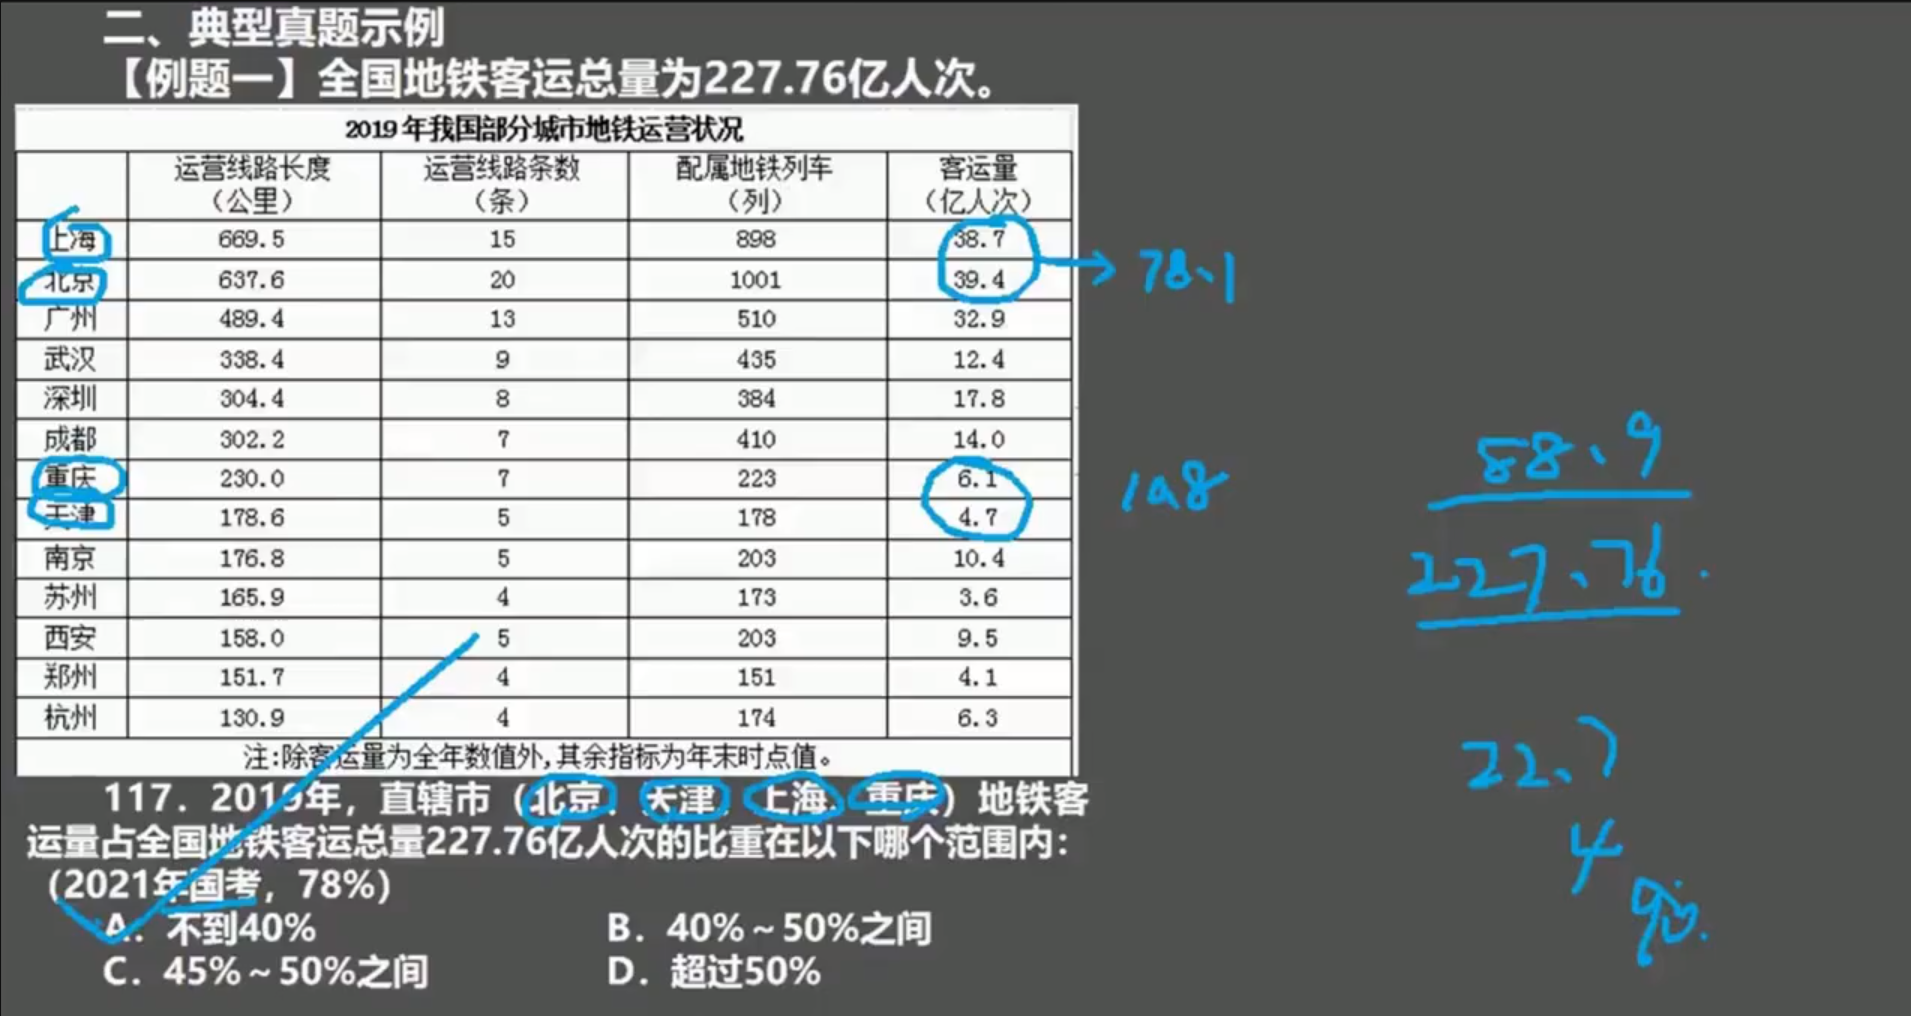 二、典型真题示例
【例题一】全国地铁客运总量为227.76亿人次。
2019年我国部分城市地铁运营状况
运营线路长度（公里） 运营线路条数（条） 配属地铁列车（列） 客运量（亿人次）
上海 669.5 15 898 38.7
北京 637.6 20 1001 39.4
广州 489.4 13 510 32.9
武汉 338.4 9 435 12.4
深圳 304.4 8 384 17.8
成都 302.2 7 410 14.0
重庆 230.0 7 223 6.1
天津 178.6 5 178 4.7
南京 176.8 5 203 10.4
苏州 165.9 4 173 3.6
西安 158.0 5 203 9.5
郑州 151.7 4 151 4.1
杭州 130.9 4 174 6.3
注:除客运量为全年数值外,其余指标为年末时点值。
117. 2019年，直辖市（北京、天津、上海、重庆）地铁客
运量占全国地铁客运总量227.76亿人次的比重在以下哪个范围内：
（2021年国考，78%）
A. 不到40% B. 40%~50%之间
C. 45%~50%之间 D. 超过50%
78.1
88.9
227.76
22.7
4